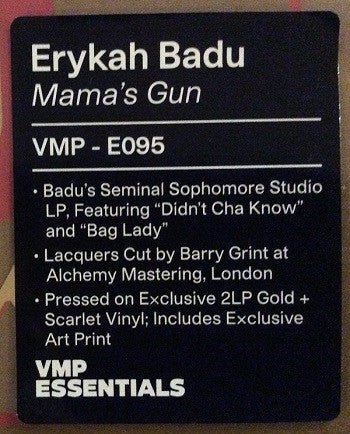 Erykah Badu
Mama's Gun
VMP - E095
• Badu's Seminal Sophomore Studio
LP, Featuring "Didn't Cha Know"
and "Bag Lady"
• Lacquers Cut by Barry Grint at
Alchemy Mastering, London
• Pressed on Exclusive 2LP Gold +
Scarlet Vinyl; Includes Exclusive
Art Print
VMP
ESSENTIALS